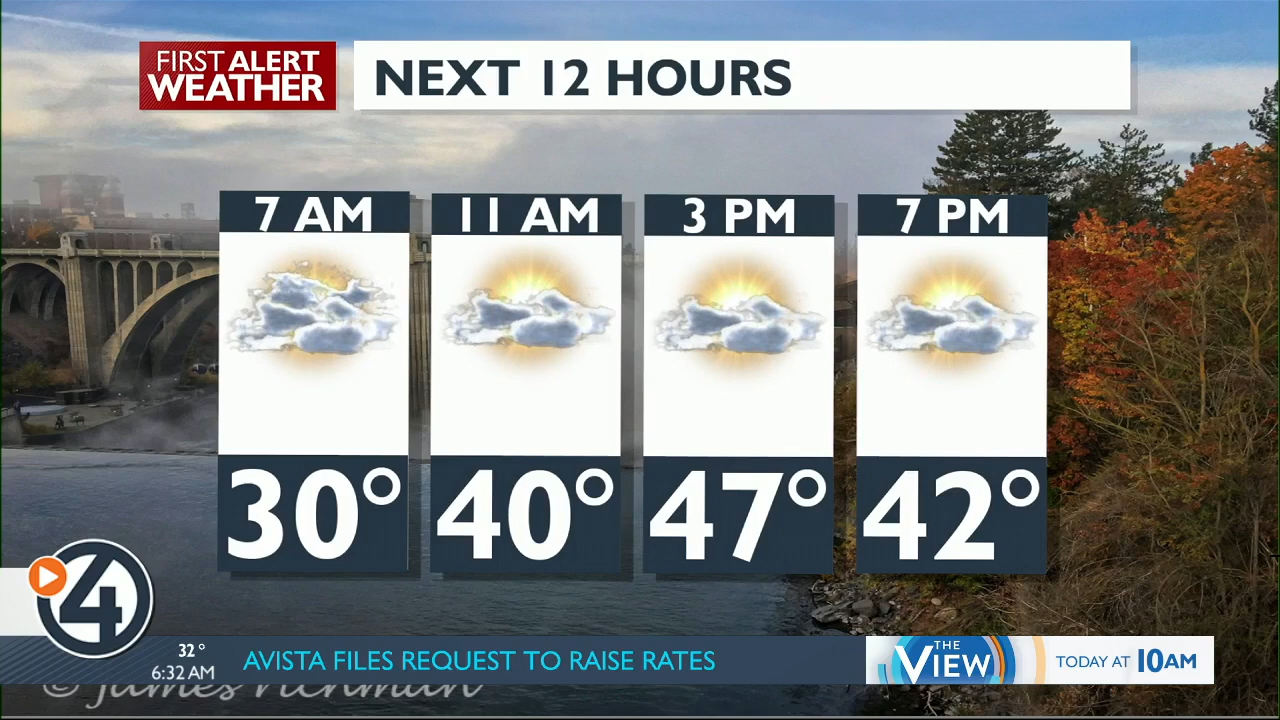 FIRST ALERT
WEATHER
NEXT 12 HOURS
7 AM
11 AM
3 PM
7 PM
30°
40°
47°
42°
4
32°
6:32 AM
AVISTA FILES REQUEST TO RAISE RATES
THE
VIEW
TODAY AT 10AM
©